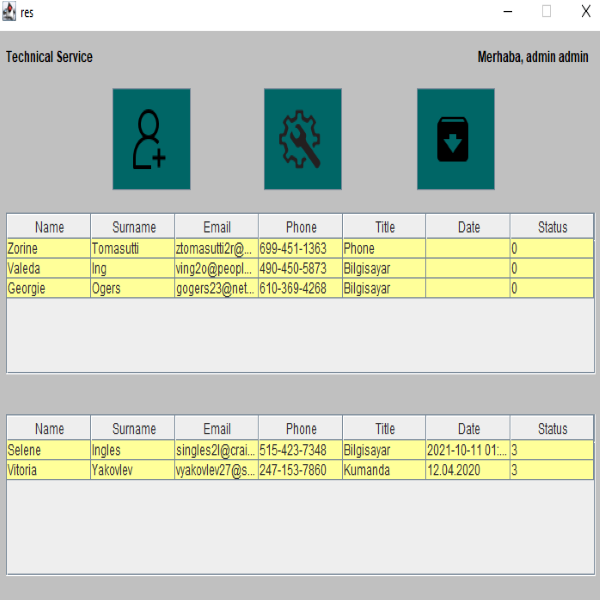 res
Technical Service Merhaba, admin admin
Name Surname Email Phone Title Date Status
Zorine Tomasutti ztomasutti2r@... 699-451-1363 Phone 0
Valeda Ing ving2o@peopl... 490-450-5873 Bilgisayar 0
Georgie Ogers gogers23@net... 610-369-4268 Bilgisayar 0
Name Surname Email Phone Title Date Status
Selene Ingles singles2l@crai... 515-423-7348 Bilgisayar 2021-10-11 01:... 3
Vitoria Yakovlev vyakovlev27@s... 247-153-7860 Kumanda 12.04.2020 3